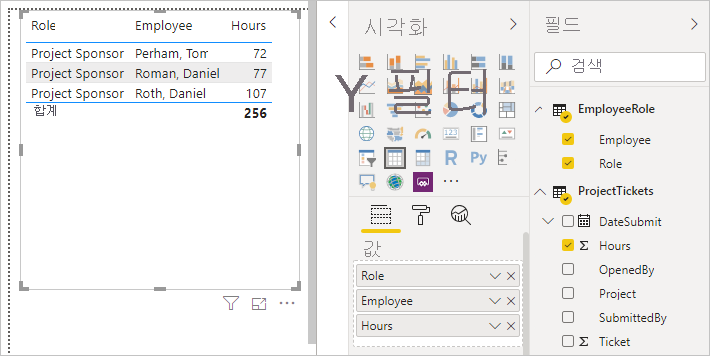 Role Employee Hours
Project Sponsor Perham, Tom 72
Project Sponsor Roman, Daniel 77
Project Sponsor Roth, Daniel 107
합계 256
시각화
Y 필터
123
R Py
값
Role
Employee
Hours
필드
검색
EmployeeRole
Employee
Role
ProjectTickets
DateSubmit
Σ Hours
OpenedBy
Project
SubmittedBy
Σ Ticket